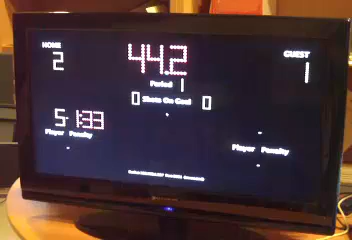 HOME
44.2
GUEST
2
1
Period 1
0 Shots On Goal 0
5 1:33
Player Penalty
Player Penalty